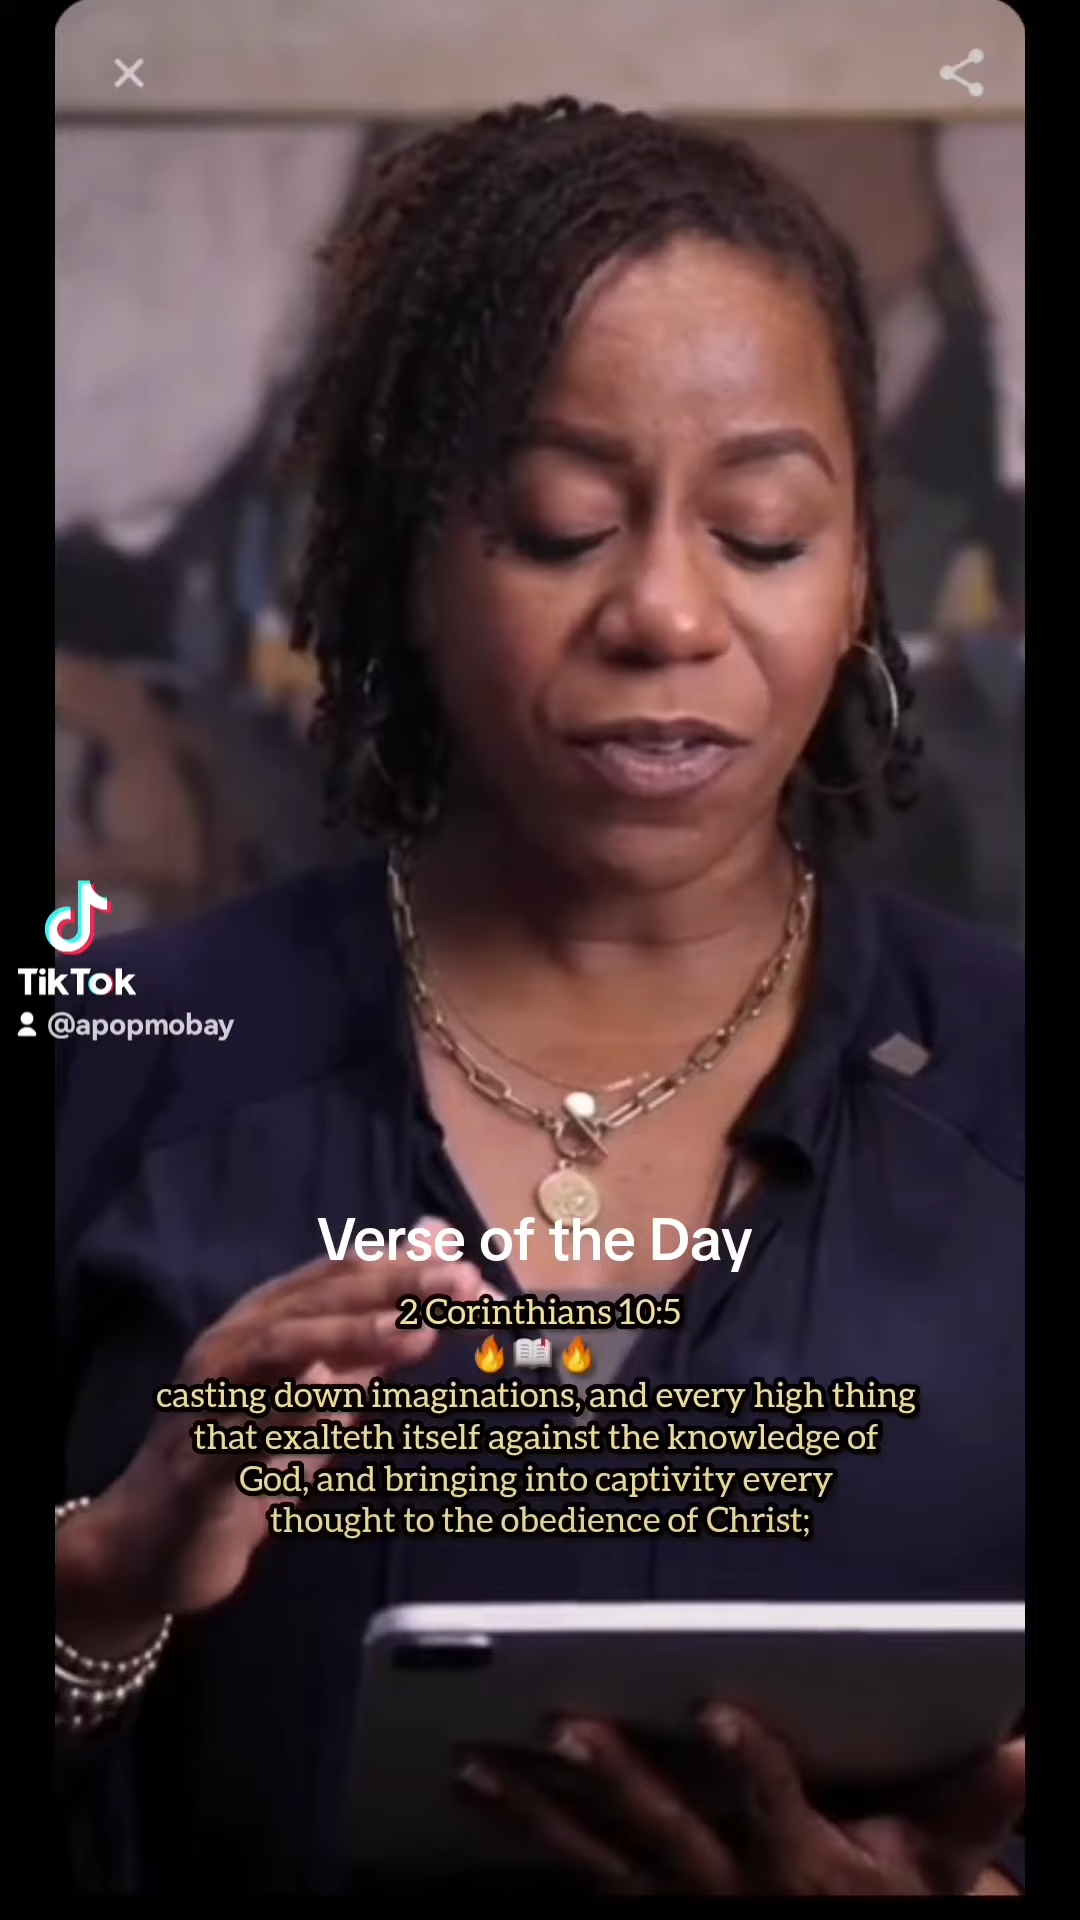 TikTok
@apopmobay
Verse of the Day
2 Corinthians 10:5
🔥📖🔥
casting down imaginations, and every high thing
that exalteth itself against the knowledge of
God, and bringing into captivity every
thought to the obedience of Christ;